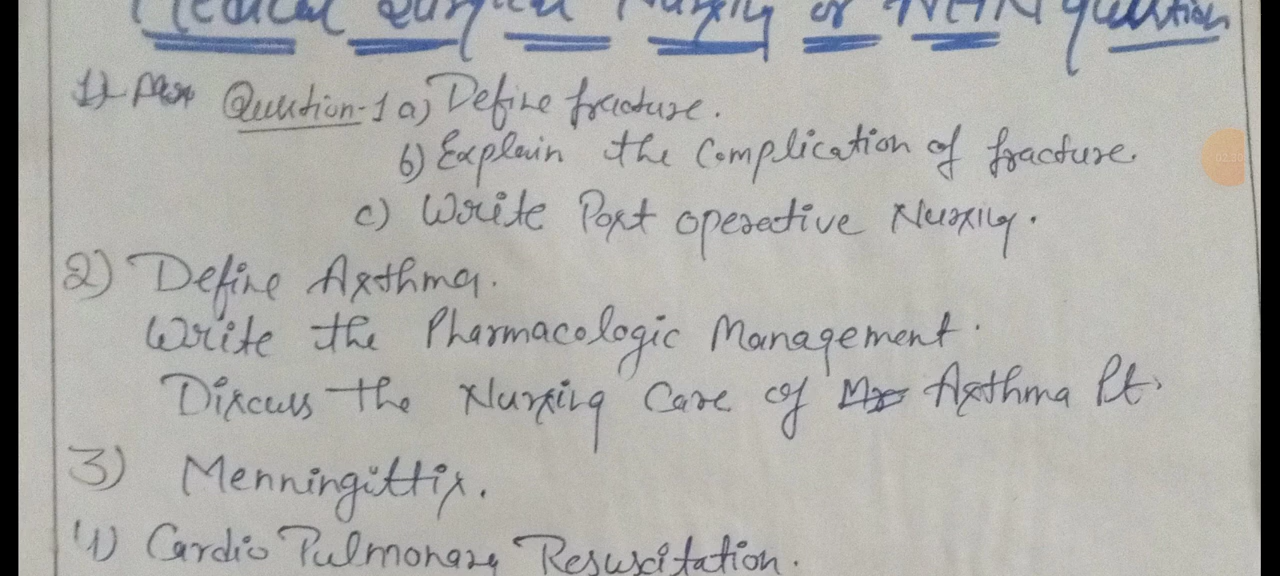 Medical Surgical Nursing of question
1) Question-1 a) Define fracture.
b) Explain the Complication of fracture.
c) Write Post operative Nursing.
2) Define Asthma.
Write the Pharmacologic Management.
Discuss the Nursing Care of Asthma Pt.
3) Menningittis.
4) Cardio Pulmonary Resuscitation.